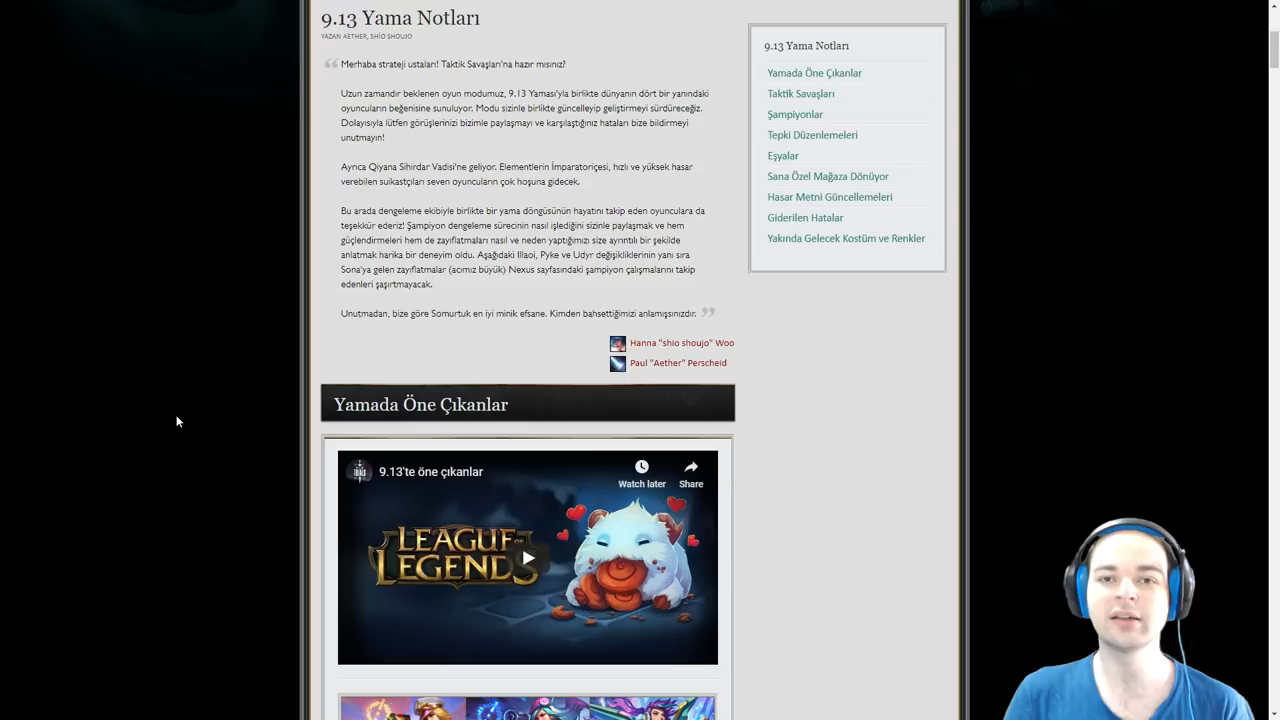 9.13 Yama Notları
YAZAN AETHER, SHİO SHOUJO
Merhaba strateji ustaları! Taktik Savaşları'na hazır mısınız?
Uzun zamandır beklenen oyun modumuz, 9.13 Yaması'yla birlikte dünyanın dört bir yanındaki
oyuncuların beğenisine sunuluyor. Modu sizinle birlikte güncelleyip geliştirmeyi sürdüreceğiz.
Dolayısıyla lütfen görüşlerinizi bizimle paylaşmayı ve karşılaştığınız hataları bize bildirmeyi
unutmayın!
Ayrıca Qiyana Sihirdar Vadisi'ne geliyor. Elementlerin İmparatoriçesi, hızlı ve yüksek hasar
verebilen suikastçıları seven oyuncuların çok hoşuna gidecek.
Bu arada dengeleme ekibiyle birlikte bir yama döngüsünün hayatını takip eden oyunculara da
teşekkür ederiz! Şampiyon dengeleme sürecinin nasıl işlediğini sizinle paylaşmak ve hem
güçlendirmeleri hem de zayıflatmaları nasıl ve neden yaptığımızı size ayrıntılı bir şekilde
anlatmak harika bir deneyim oldu. Aşağıdaki Illaoi, Pyke ve Udyr değişikliklerinin yanı sıra
Sona'ya gelen zayıflatmalar (acımız büyük) Nexus sayfasındaki şampiyon çalışmalarını takip
edenleri şaşırtmayacak.
Unutmadan, bize göre Somurtuk en iyi minik efsane. Kimden bahsettiğimizi anlamışsınızdır.
Hanna "shio shoujo" Woo
Paul "Aether" Perscheid
Yamada Öne Çıkanlar
9.13'te öne çıkanlar
Watch later
Share
LEAGUE OF
LEGENDS
9.13 Yama Notları
Yamada Öne Çıkanlar
Taktik Savaşları
Şampiyonlar
Tepki Düzenlemeleri
Eşyalar
Sana Özel Mağaza Dönüyor
Hasar Metni Güncellemeleri
Giderilen Hatalar
Yakında Gelecek Kostüm ve Renkler